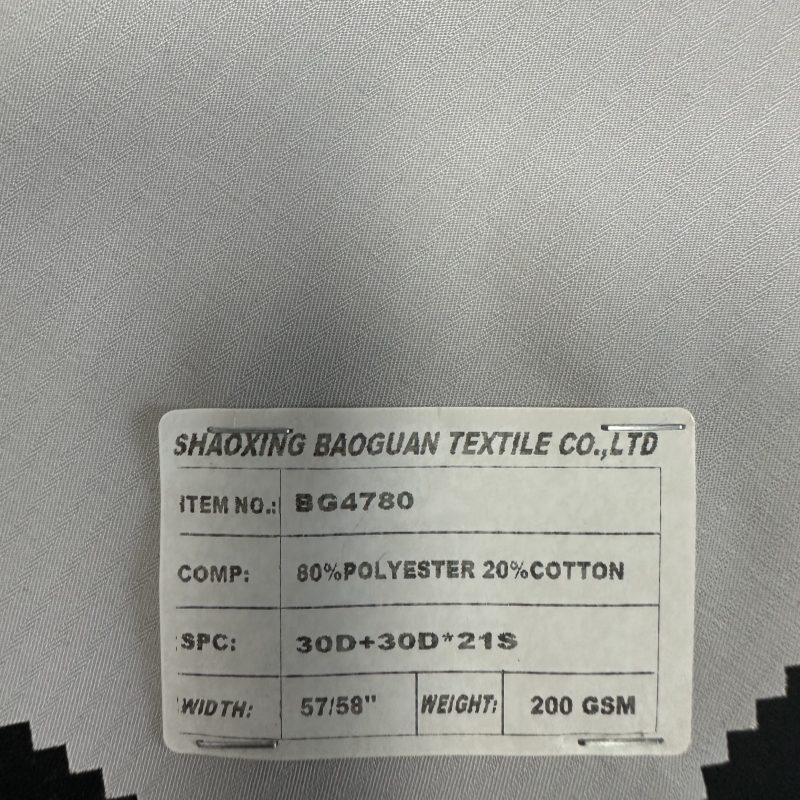 SHAOXING BAOGUAN TEXTILE CO.,LTD
ITEM NO.: BG4780
COMP: 80%POLYESTER 20%COTTON
SPC: 30D+30D*21S
WIDTH: 57/58" WEIGHT: 200 GSM